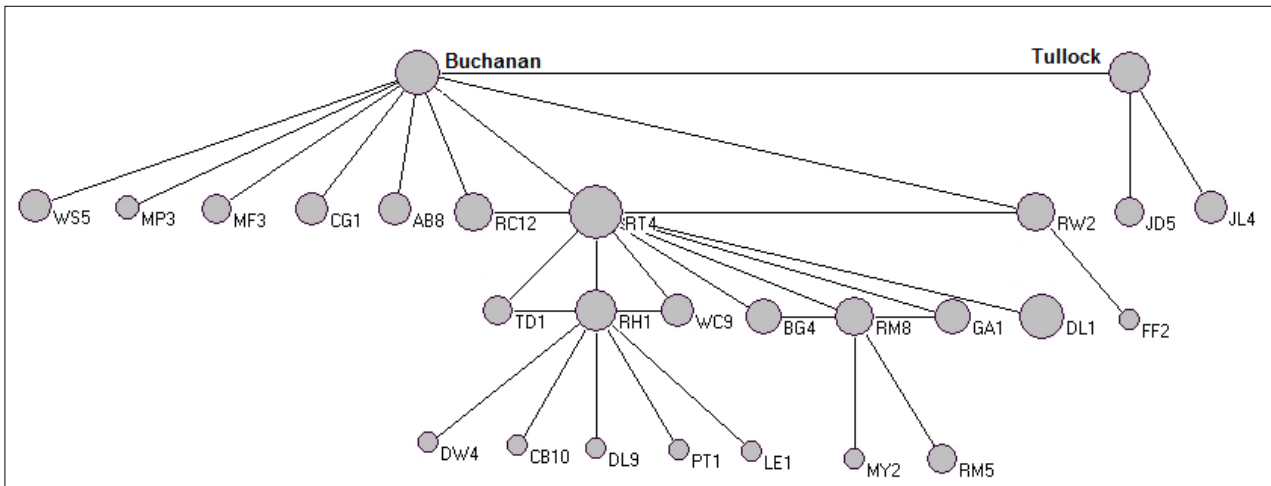 Buchanan
Tullock
WS5
MP3
MF3
CG1
AB8
RC12
RT4
RW2
JD5
JL4
TD1
RH1
WC9
BG4
RM8
GA1
DL1
FF2
DW4
CB10
DL9
PT1
LE1
MY2
RM5